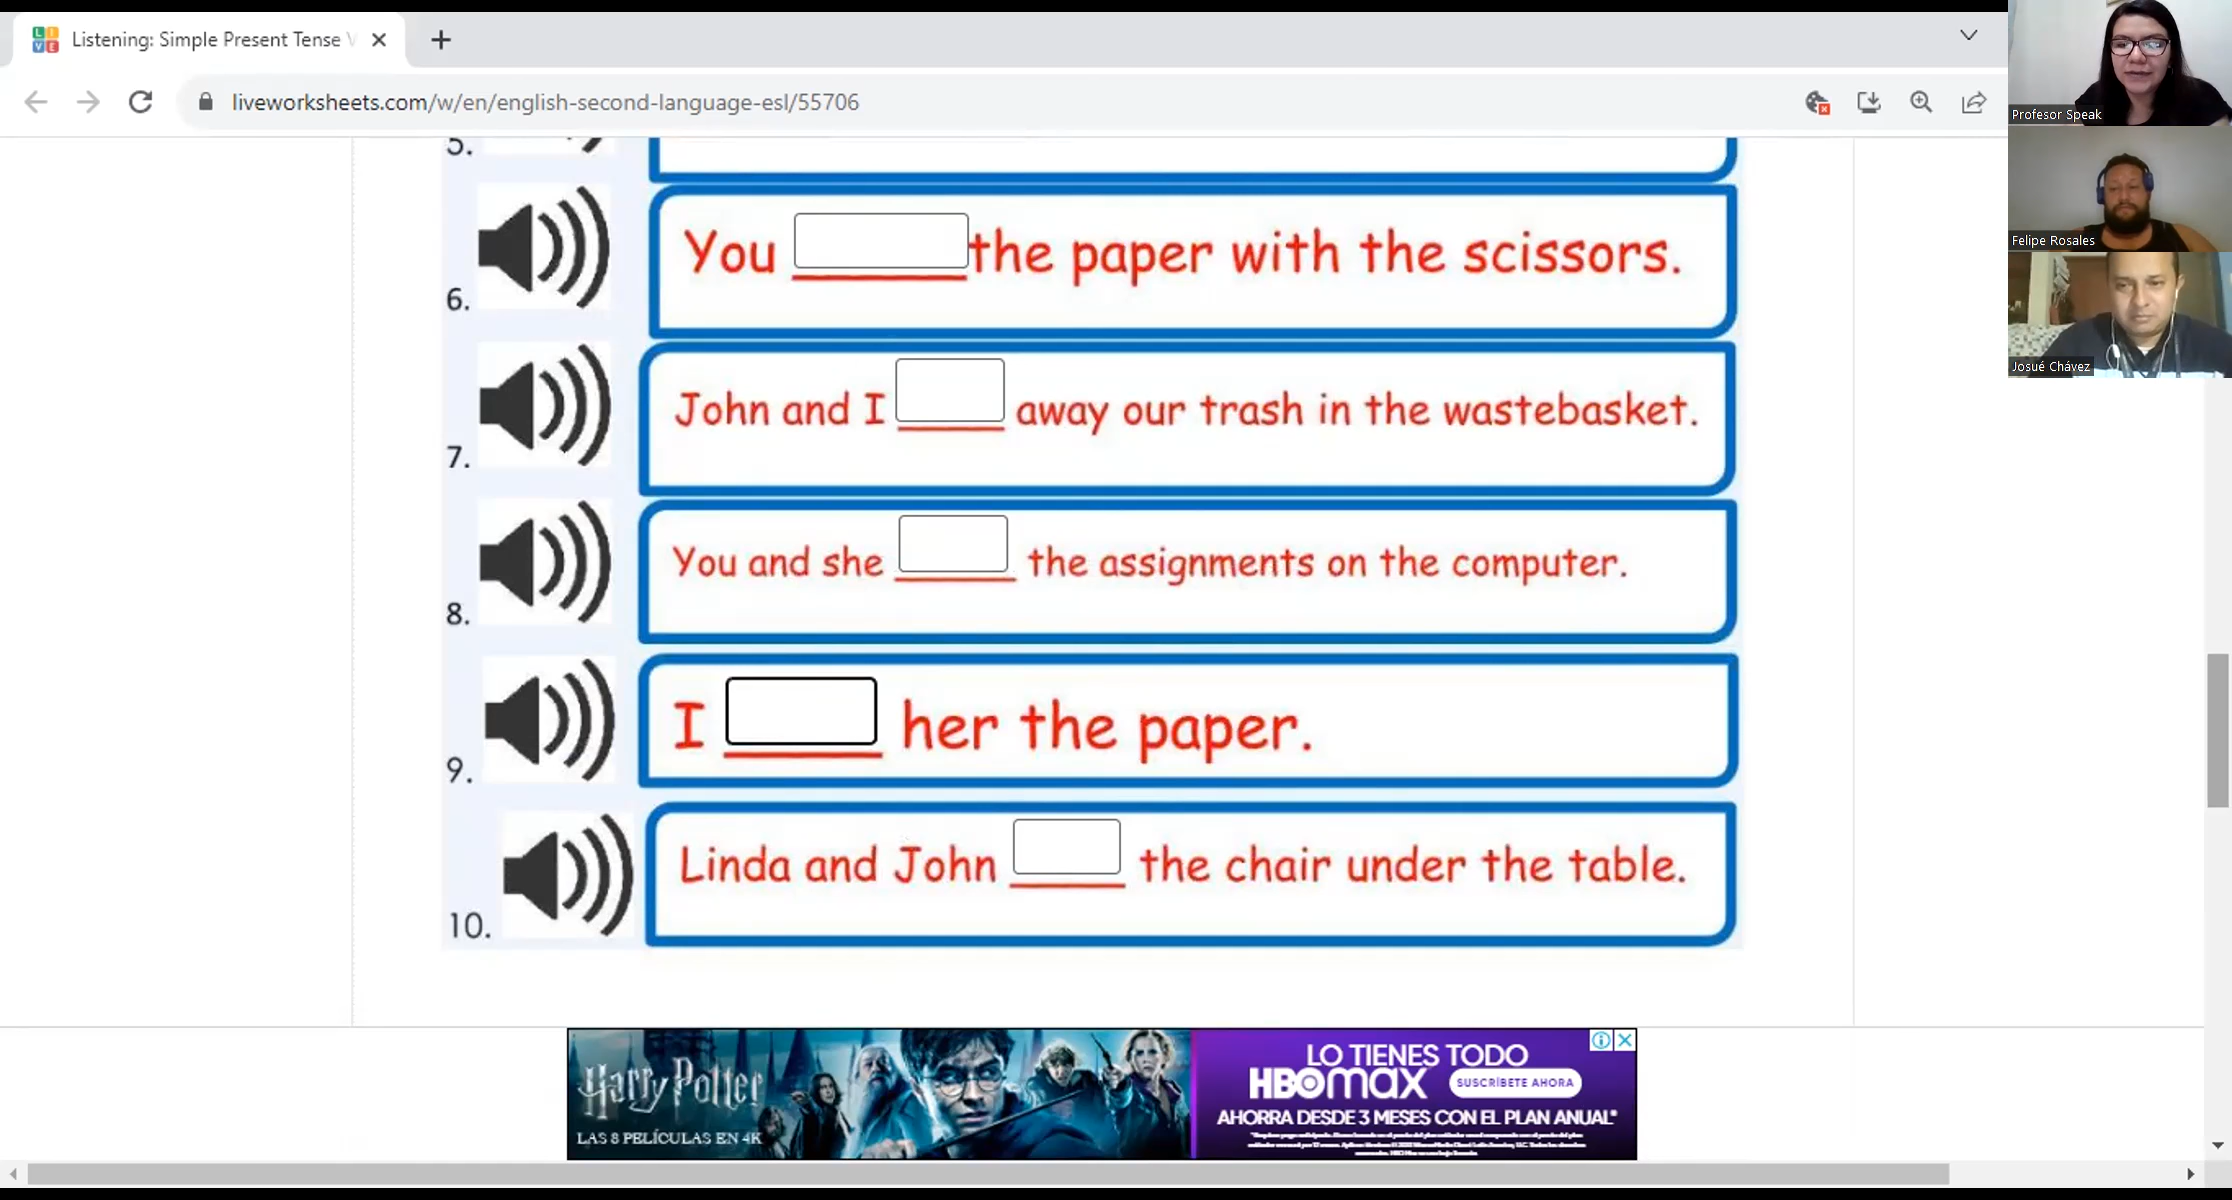 Listening: Simple Present Tense V
liveworksheets.com/w/en/english-second-language-esl/55706
Profesor Speak
Felipe Rosales
Josué Chávez
5.
6. You the paper with the scissors.
7. John and I away our trash in the wastebasket.
8. You and she the assignments on the computer.
9. I her the paper.
10. Linda and John the chair under the table.
Harry Potter
LAS 8 PELÍCULAS EN 4K
LO TIENES TODO
HBOMAX SUSCRÍBETE AHORA
AHORRA DESDE 3 MESES CON EL PLAN ANUAL*